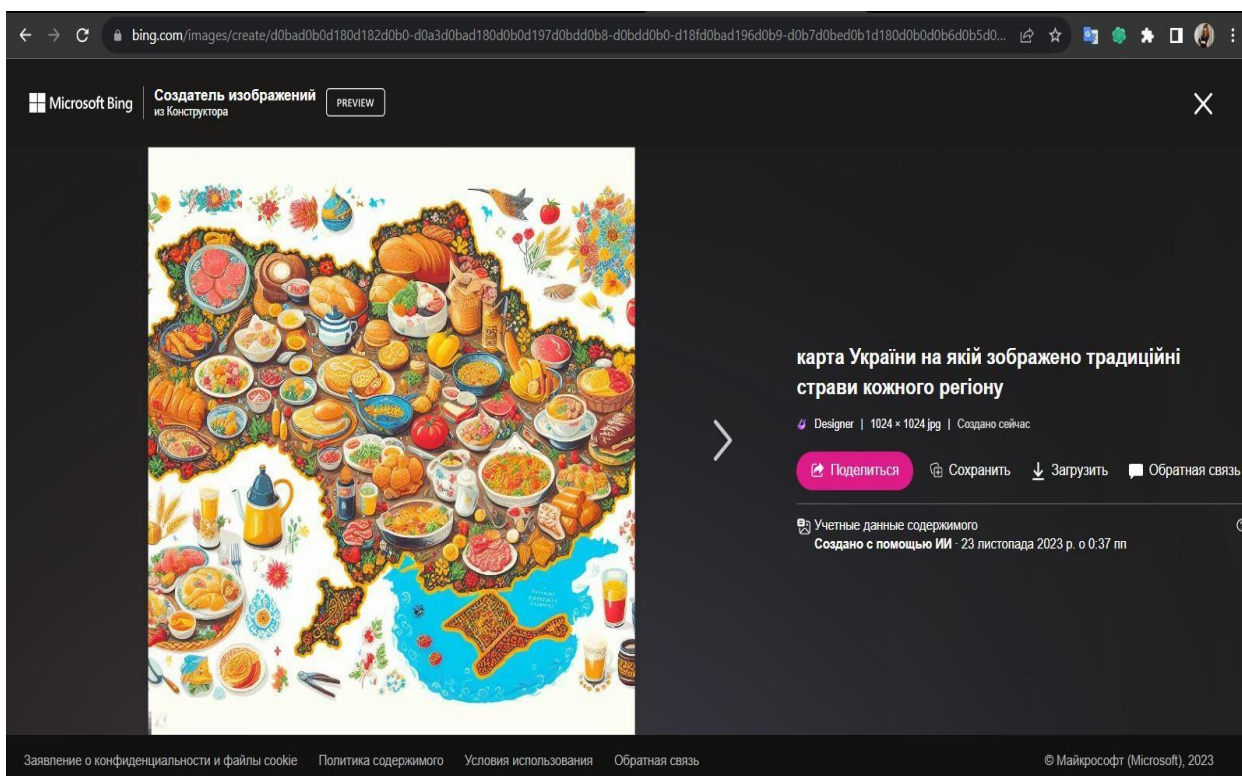 bing.com/images/create/d0bad0b0d180d182d0b0-d0a3d0bad180d0b0d197d0bdd0b8-d0bdd0b0-d18fd0bad196d0b9-d0b7d0bed0b1d180d0b0d0b6d0b5d0...
Microsoft Bing
Создатель изображений
из Конструктора
PREVIEW
карта України на якій зображено традиційні
страви кожного регіону
Designer | 1024 × 1024 jpg | Создано сейчас
Поделиться Сохранить Загрузить Обратная связь
Учетные данные содержимого
Создано с помощью ИИ · 23 листопада 2023 р. о 0:37 пп
Заявление о конфиденциальности и файлы cookie Политика содержимого Условия использования Обратная связь © Майкрософт (Microsoft), 2023